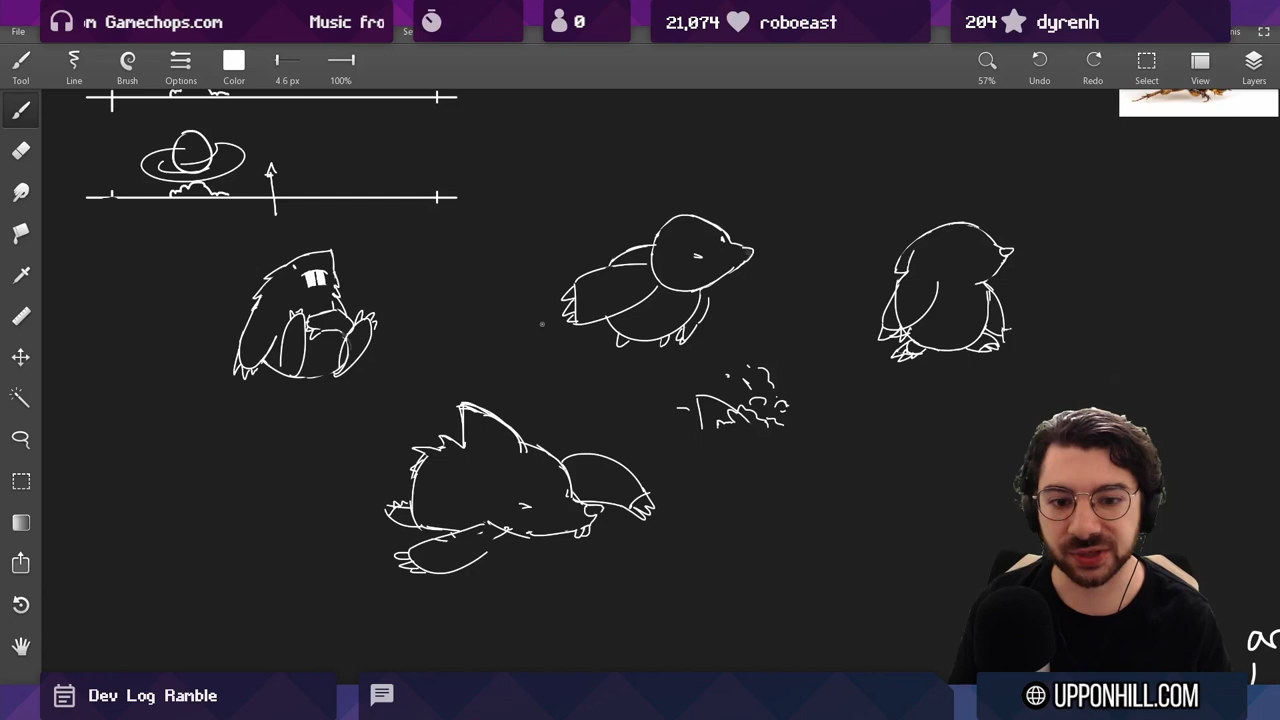 m Gamechops.com Music fro
0
21,074 roboeast
204 dyrenh
File
Tool Line Brush Options Color 4.6 px 100% 57% Undo Redo Select View Layers
Dev Log Ramble
UPPONHILL.COM